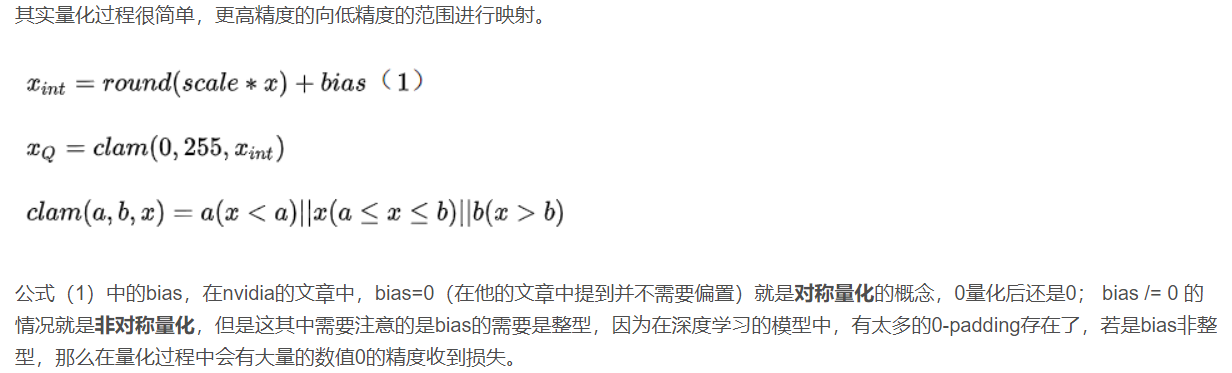 其实量化过程很简单，更高精度的向低精度的范围进行映射。
x_{int} = round(scale * x) + bias（1）
x_Q = clam(0, 255, x_{int})
clam(a, b, x) = a(x < a)||x(a ≤ x ≤ b)||b(x > b)
公式（1）中的bias，在nvidia的文章中，bias=0（在他的文章中提到并不需要偏置）就是对称量化的概念，0量化后还是0； bias /= 0 的
情况就是非对称量化，但是这其中需要注意的是bias的需要是整型，因为在深度学习的模型中，有太多的0-padding存在了，若是bias非整
型，那么在量化过程中会有大量的数值0的精度收到损失。